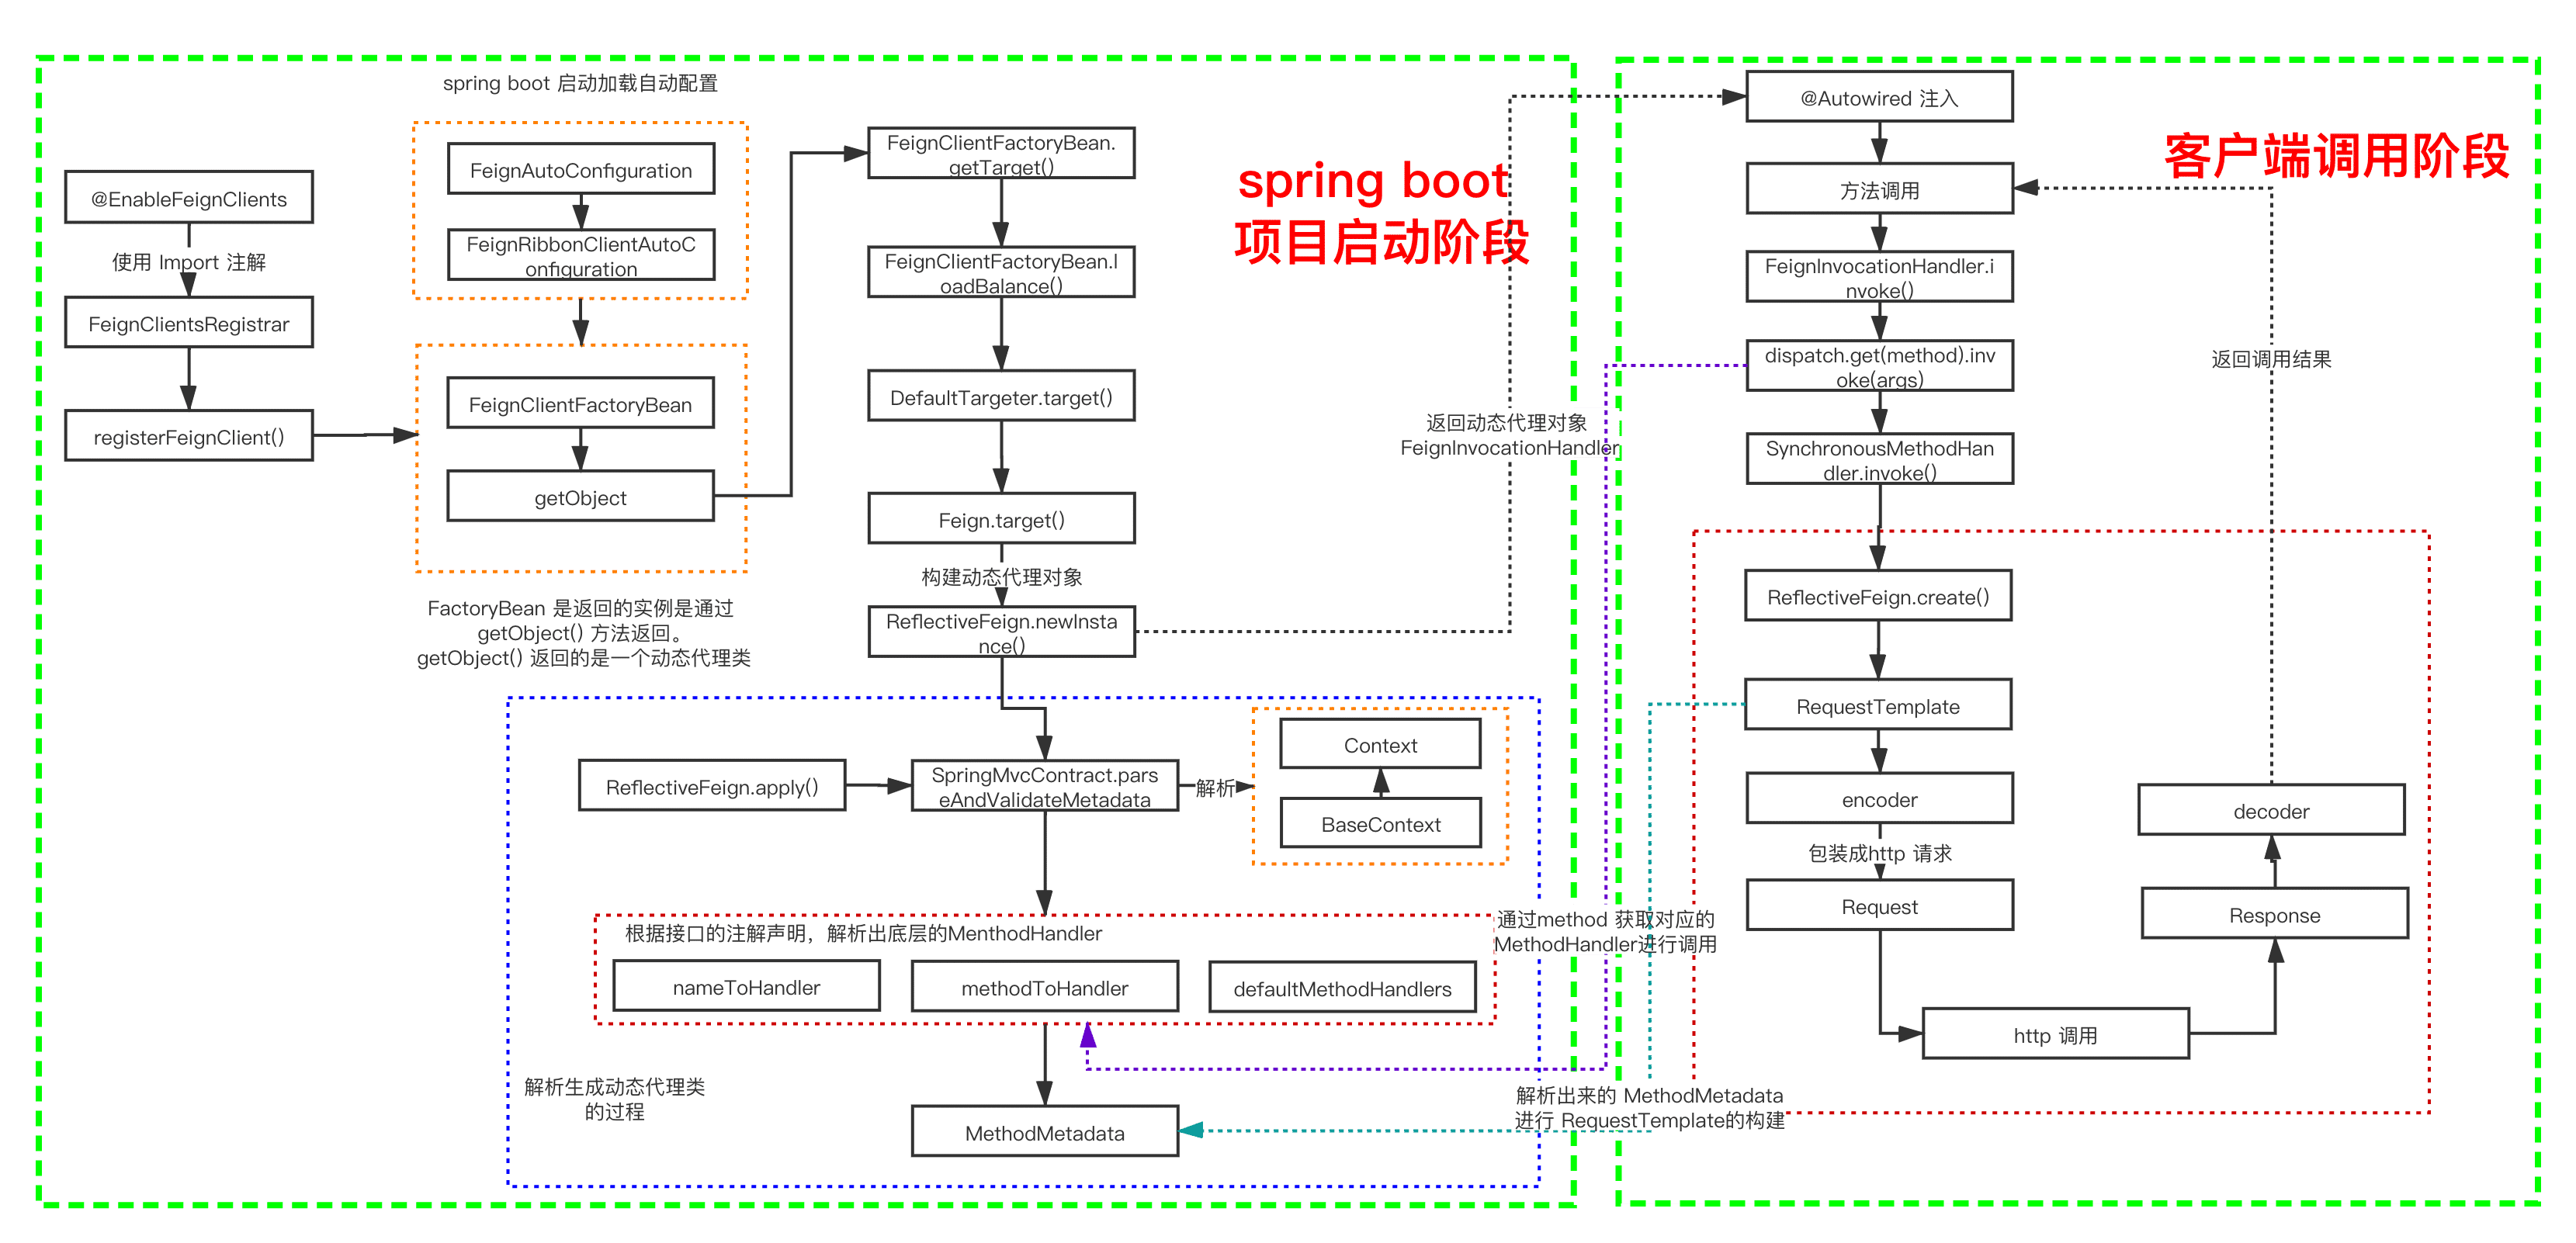 spring boot 启动加载自动配置
@EnableFeignClients
使用 Import 注解
FeignClientsRegistrar
registerFeignClient()
FeignAutoConfiguration
FeignRibbonClientAutoC
onfiguration
FeignClientFactoryBean
getObject
FactoryBean 是返回的实例是通过
getObject() 方法返回。
getObject() 返回的是一个动态代理类
FeignClientFactoryBean.
getTarget()
FeignClientFactoryBean.l
oadBalance()
DefaultTargeter.target()
Feign.target()
构建动态代理对象
ReflectiveFeign.newInsta
nce()
spring boot
项目启动阶段
返回动态代理对象
FeignInvocationHandler
ReflectiveFeign.apply()
SpringMvcContract.pars
eAndValidateMetadata
解析
Context
BaseContext
根据接口的注解声明，解析出底层的MenthodHandler
nameToHandler
methodToHandler
defaultMethodHandlers
解析生成动态代理类
的过程
MethodMetadata
通过method 获取对应的
MethodHandler进行调用
解析出来的 MethodMetadata
进行 RequestTemplate的构建
客户端调用阶段
@Autowired 注入
方法调用
FeignInvocationHandler.i
nvoke()
dispatch.get(method).inv
oke(args)
SynchronousMethodHan
dler.invoke()
ReflectiveFeign.create()
RequestTemplate
encoder
包装成http 请求
Request
http 调用
Response
decoder
返回调用结果